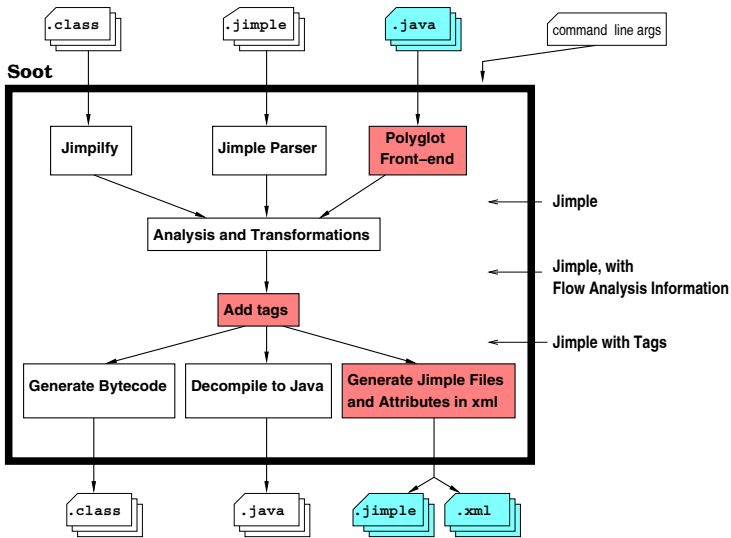 .class
.jimple
.java
command line args
Soot
Jimpilfy
Jimple Parser
Polyglot
Front-end
Jimple
Analysis and Transformations
Jimple, with
Flow Analysis Information
Add tags
Jimple with Tags
Generate Bytecode
Decompile to Java
Generate Jimple Files
and Attributes in xml
.class
.java
.jimple
.xml